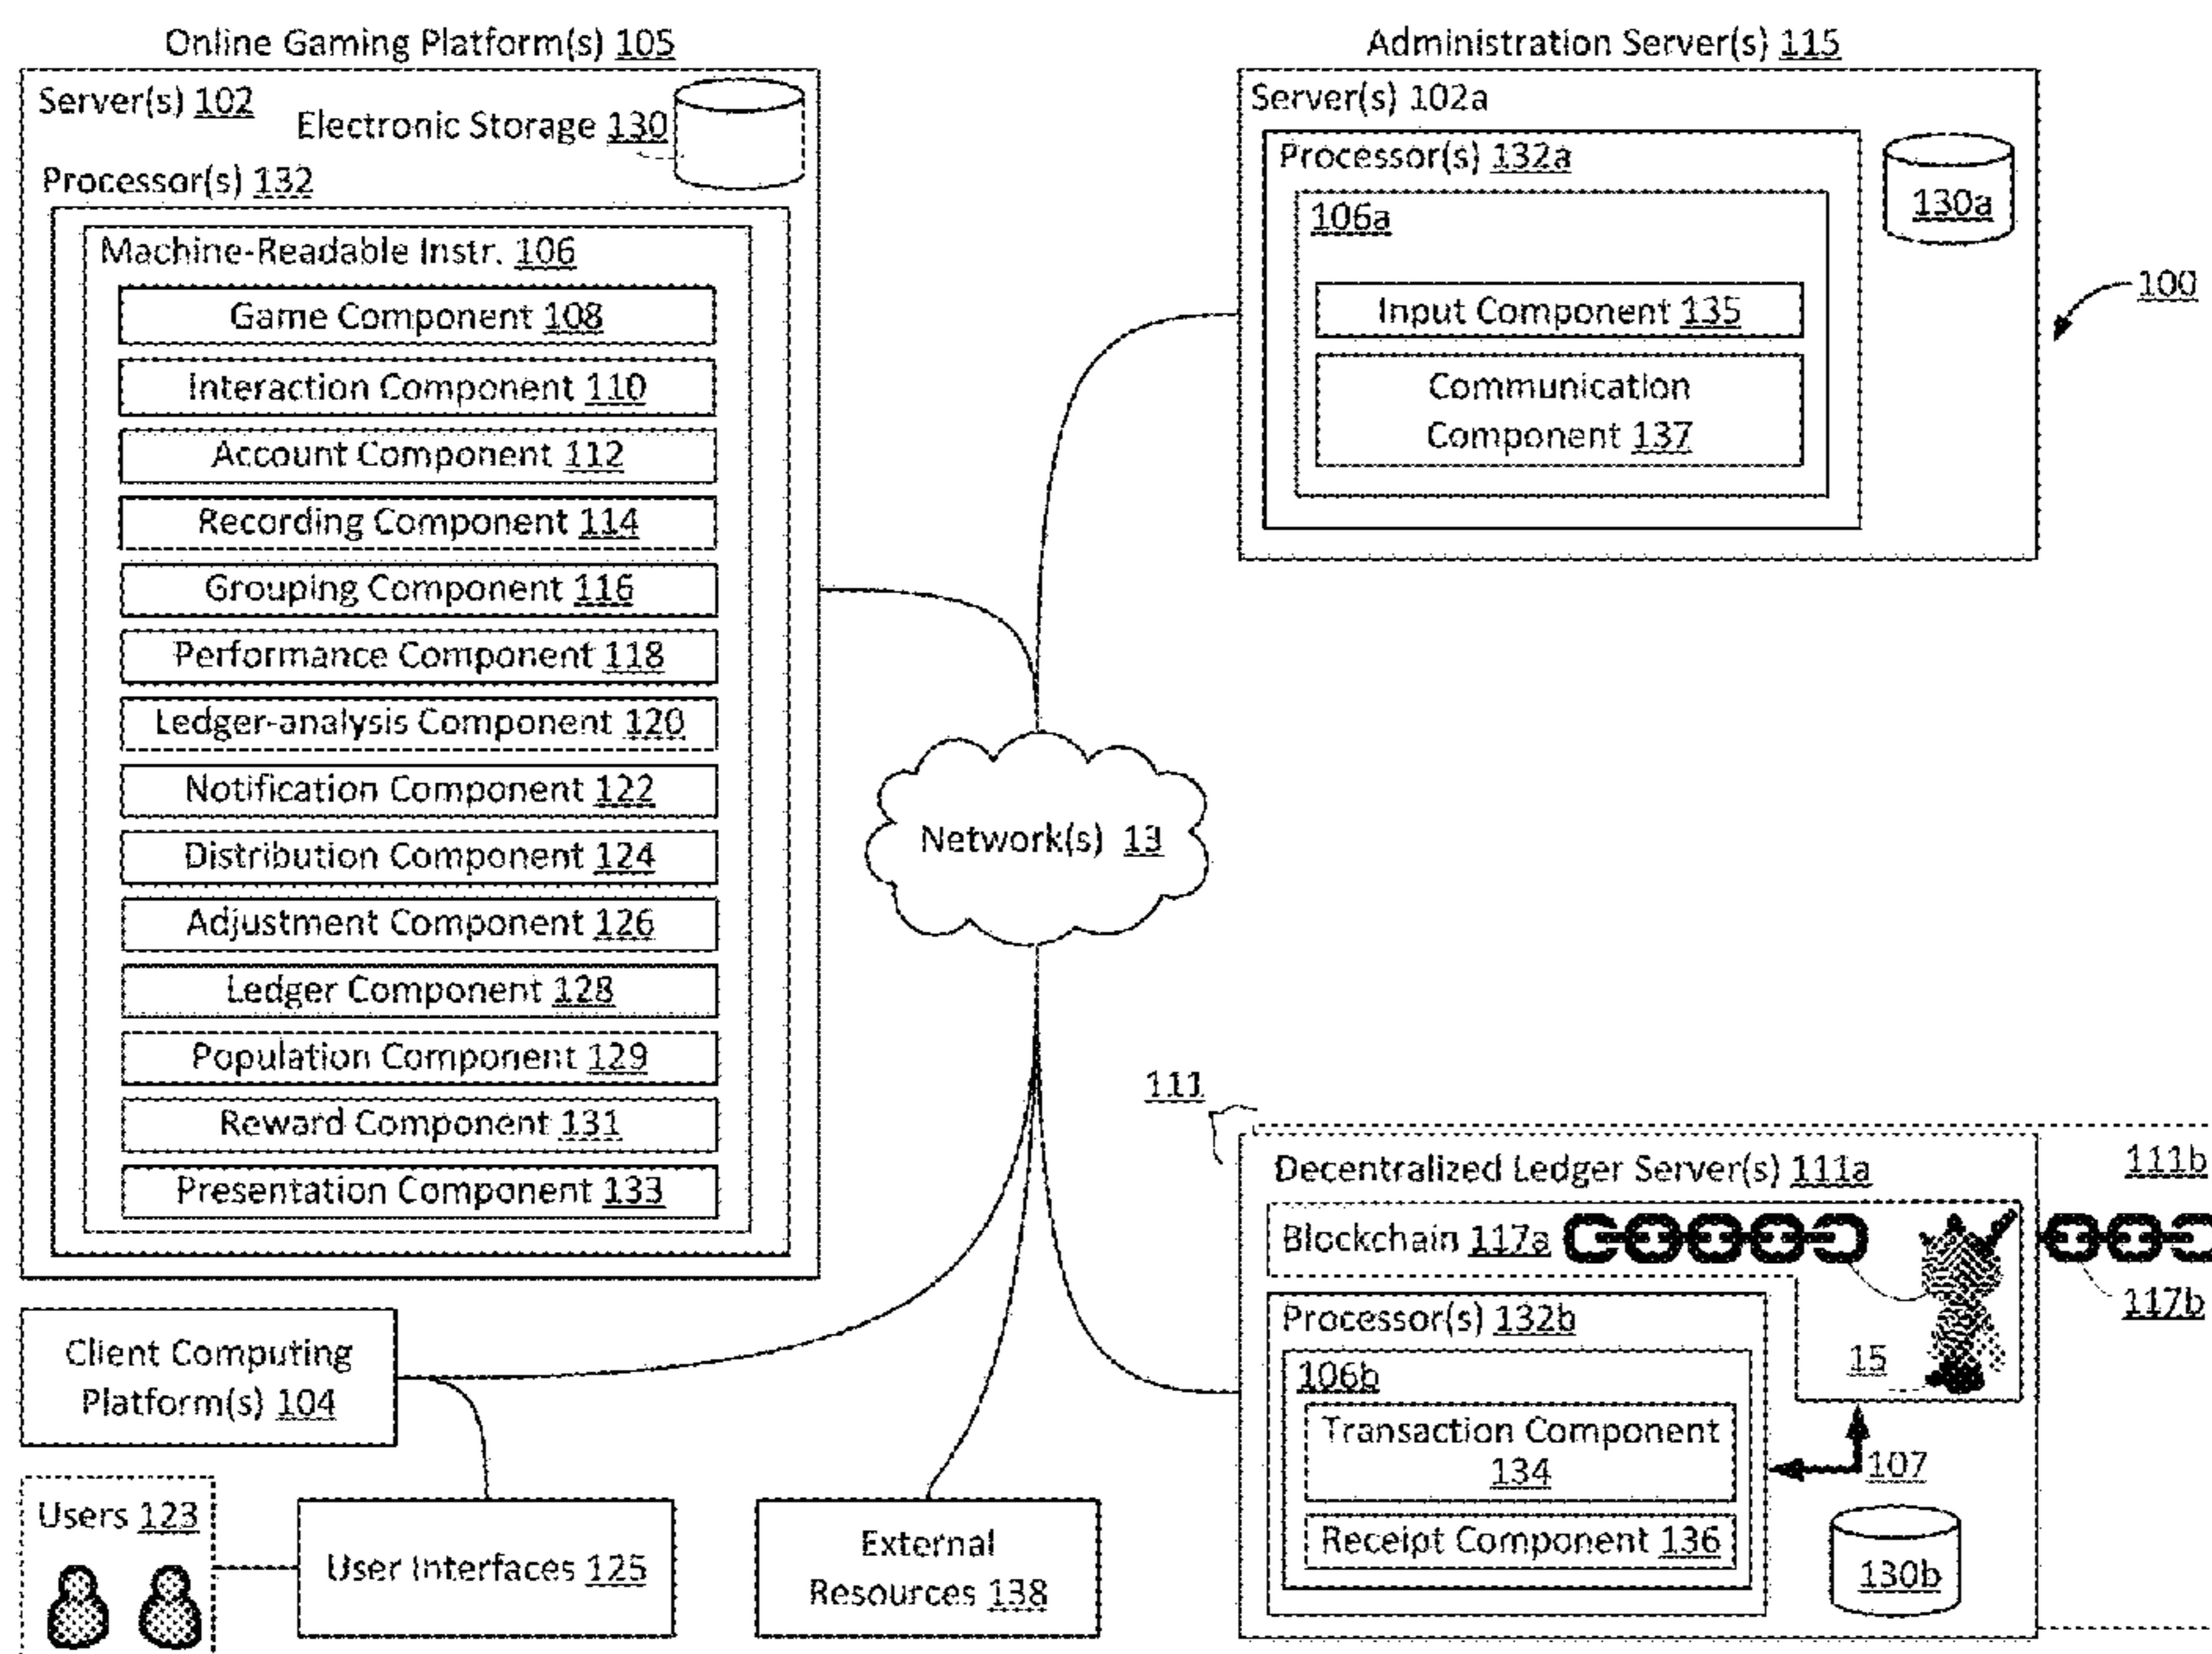 Online Gaming Platform(s) 105
Server(s) 102
Electronic Storage 130
Processor(s) 132
Machine-Readable Instr. 106
Game Component 108
Interaction Component 110
Account Component 112
Recording Component 114
Grouping Component 116
Performance Component 118
Ledger-analysis Component 120
Notification Component 122
Distribution Component 124
Adjustment Component 126
Ledger Component 128
Population Component 129
Reward Component 131
Presentation Component 133
Administration Server(s) 115
Server(s) 102a
Processor(s) 132a
106a
130a
Input Component 135
Communication
Component 137
100
Network(s) 13
Client Computing
Platform(s) 104
Users 123
User Interfaces 125
External
Resources 138
111
Decentralized Ledger Server(s) 111a
111b
Blockchain 117a
117b
Processor(s) 132b
106b
15
Transaction Component
134
107
Receipt Component 136
130b